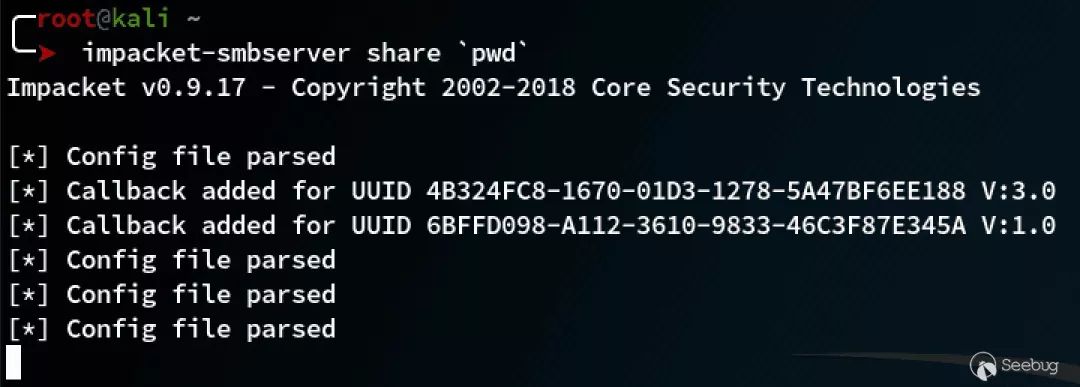 root@kali ~
➤ impacket-smbserver share `pwd`
Impacket v0.9.17 - Copyright 2002-2018 Core Security Technologies
[*] Config file parsed
[*] Callback added for UUID 4B324FC8-1670-01D3-1278-5A47BF6EE188 V:3.0
[*] Callback added for UUID 6BFFD098-A112-3610-9833-46C3F87E345A V:1.0
[*] Config file parsed
[*] Config file parsed
[*] Config file parsed
Seebug